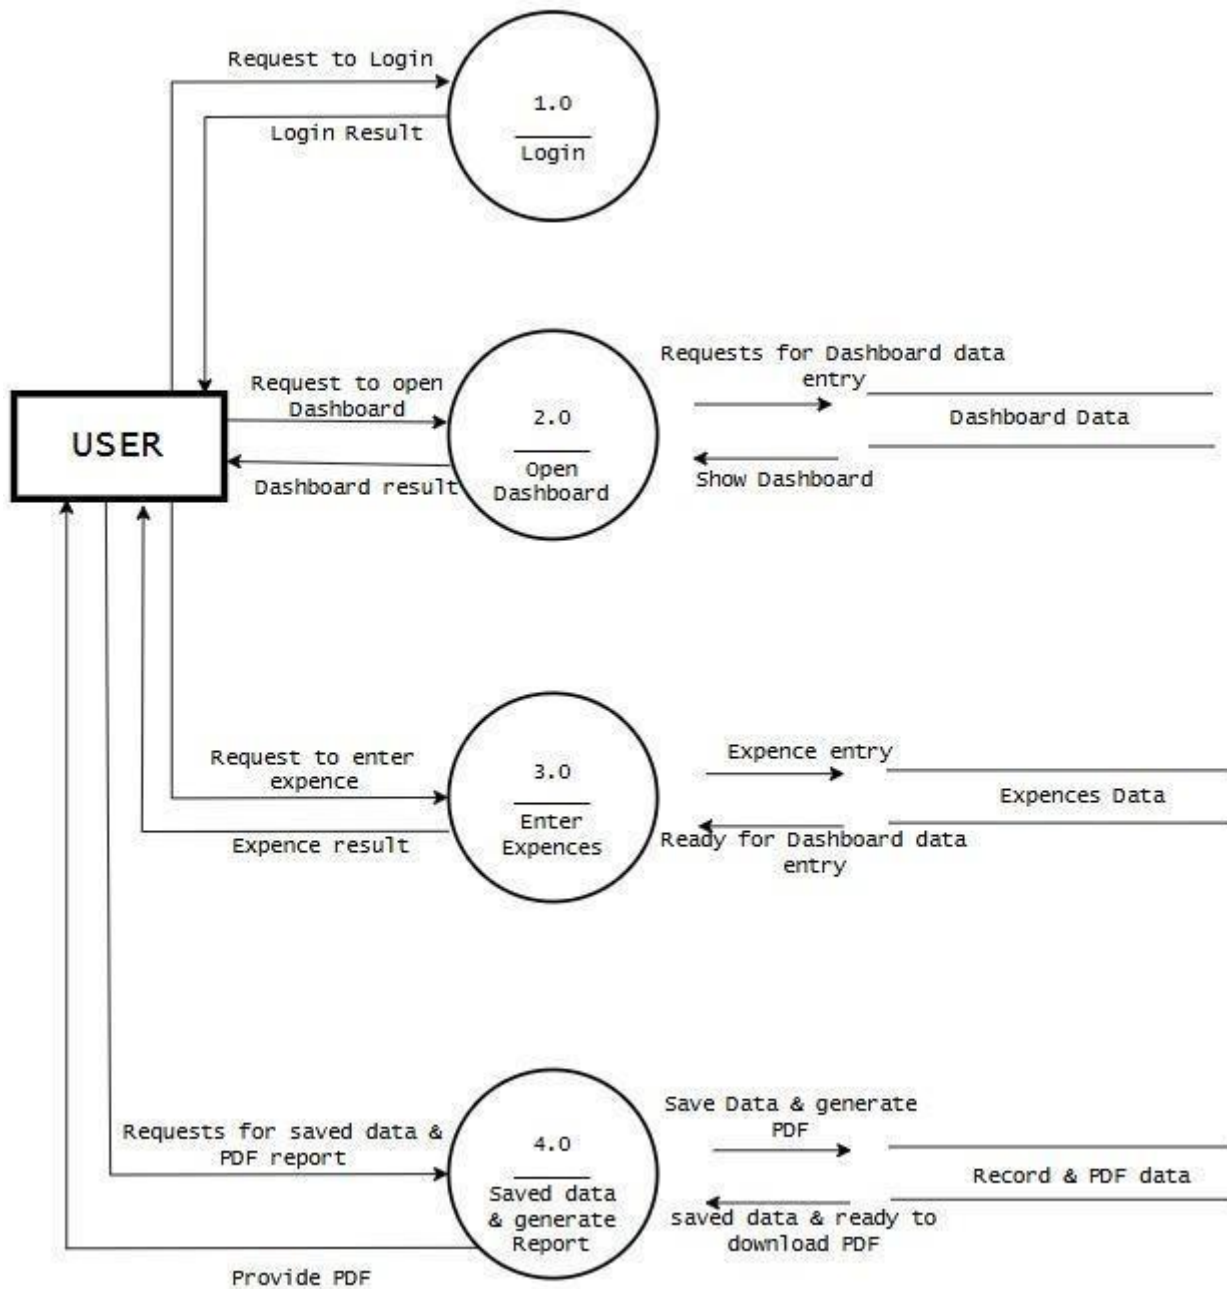 Request to Login
1.0
Login Result
Login
Requests for Dashboard data
entry
Request to open
Dashboard
2.0
Dashboard Data
USER
Open
Dashboard
Dashboard result
Show Dashboard
Request to enter
expence
Expence entry
3.0
Expences Data
Enter
Expences
Expence result
Ready for Dashboard data
entry
Save Data & generate
PDF
Requests for saved data &
PDF report
4.0
Record & PDF data
Saved data
& generate
Report
saved data & ready to
download PDF
Provide PDF